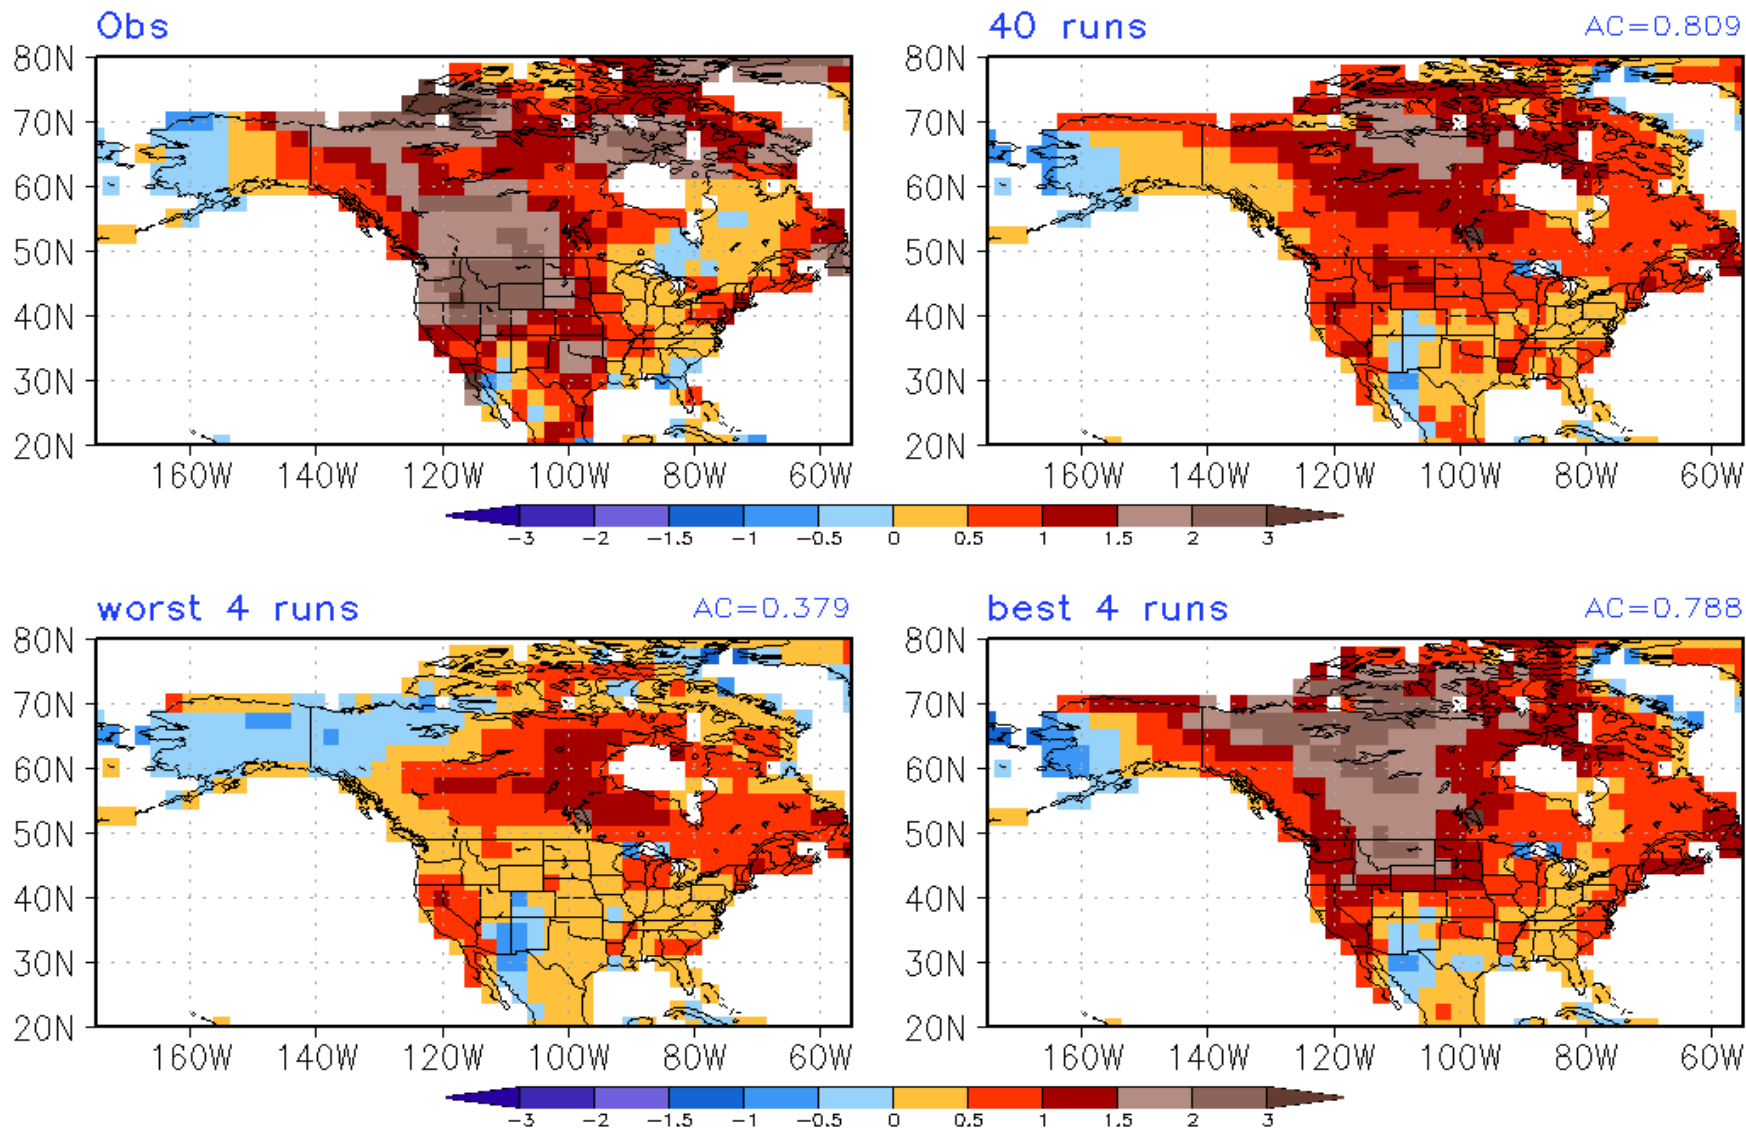 Obs
40 runs AC=0.809
80N 80N
70N 70N
60N 60N
50N 50N
40N 40N
30N 30N
20N 20N
160W 140W 120W 100W 80W 60W 160W 140W 120W 100W 80W 60W
-3 -2 -1.5 -1 -0.5 0 0.5 1 1.5 2 3
worst 4 runs AC=0.379
best 4 runs AC=0.788
80N 80N
70N 70N
60N 60N
50N 50N
40N 40N
30N 30N
20N 20N
160W 140W 120W 100W 80W 60W 160W 140W 120W 100W 80W 60W
-3 -2 -1.5 -1 -0.5 0 0.5 1 1.5 2 3